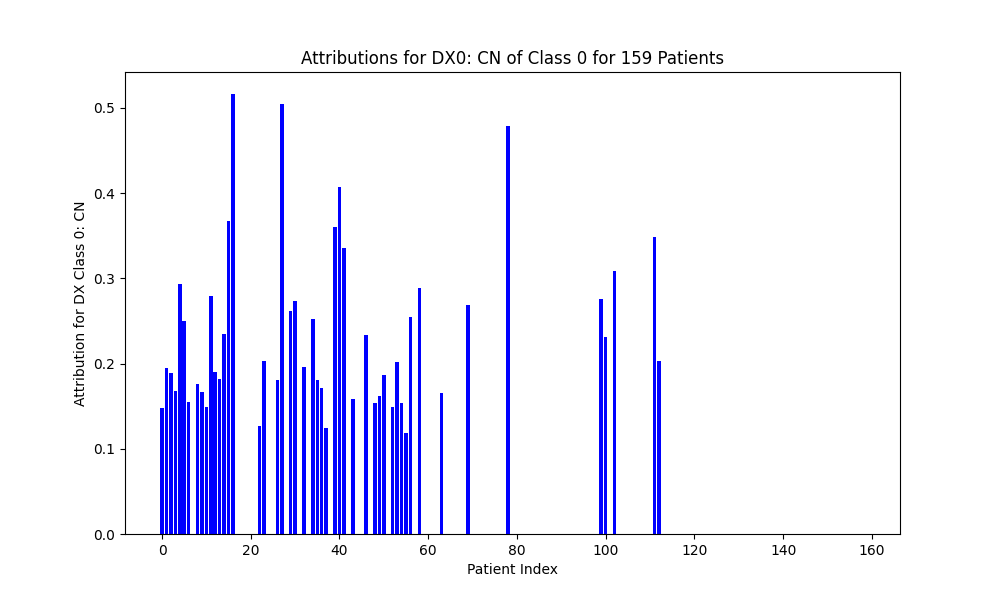 Attributions for DX0: CN of Class 0 for 159 Patients
Attribution for DX Class 0: CN
0.5
0.4
0.3
0.2
0.1
0.0
0 20 40 60 80 100 120 140 160
Patient Index